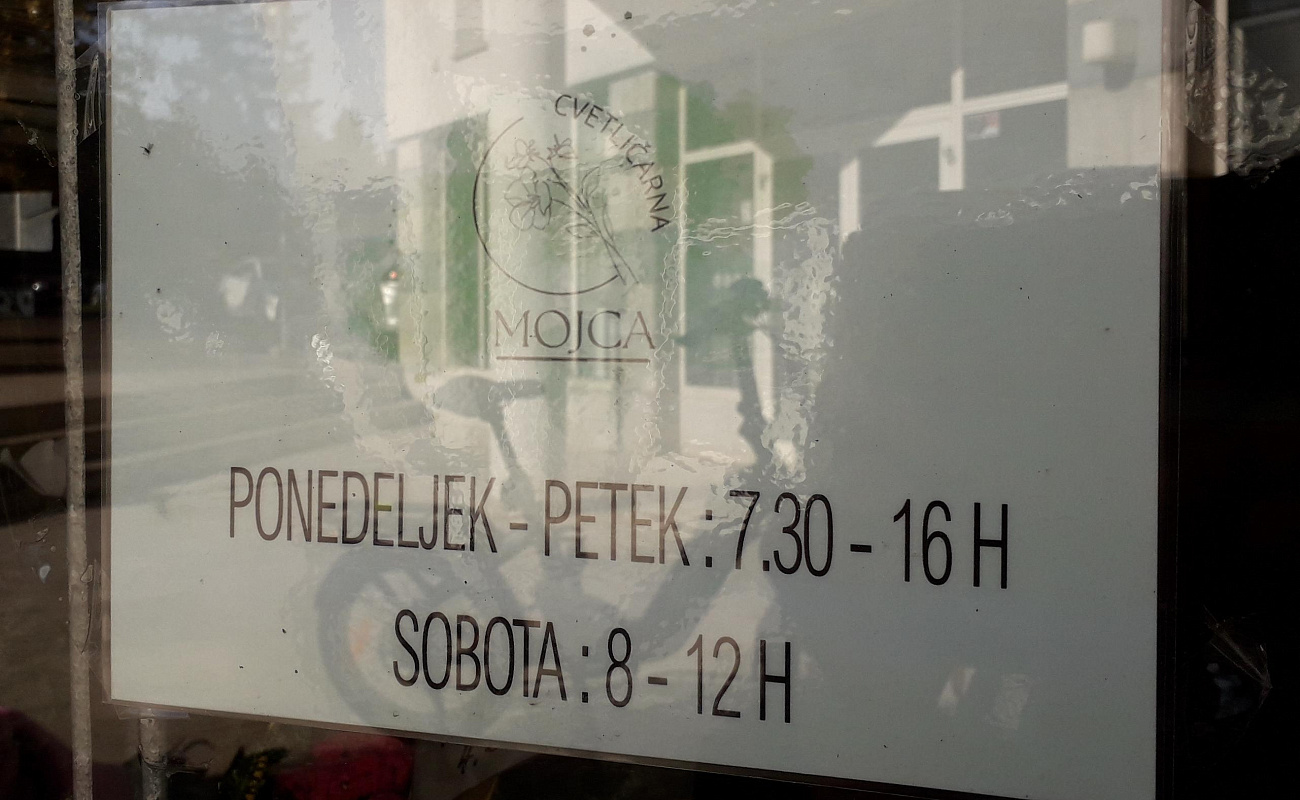 CVETLIČARNA
MOJCA
PONEDELJEK - PETEK : 7.30 - 16 H
SOBOTA : 8 - 12 H